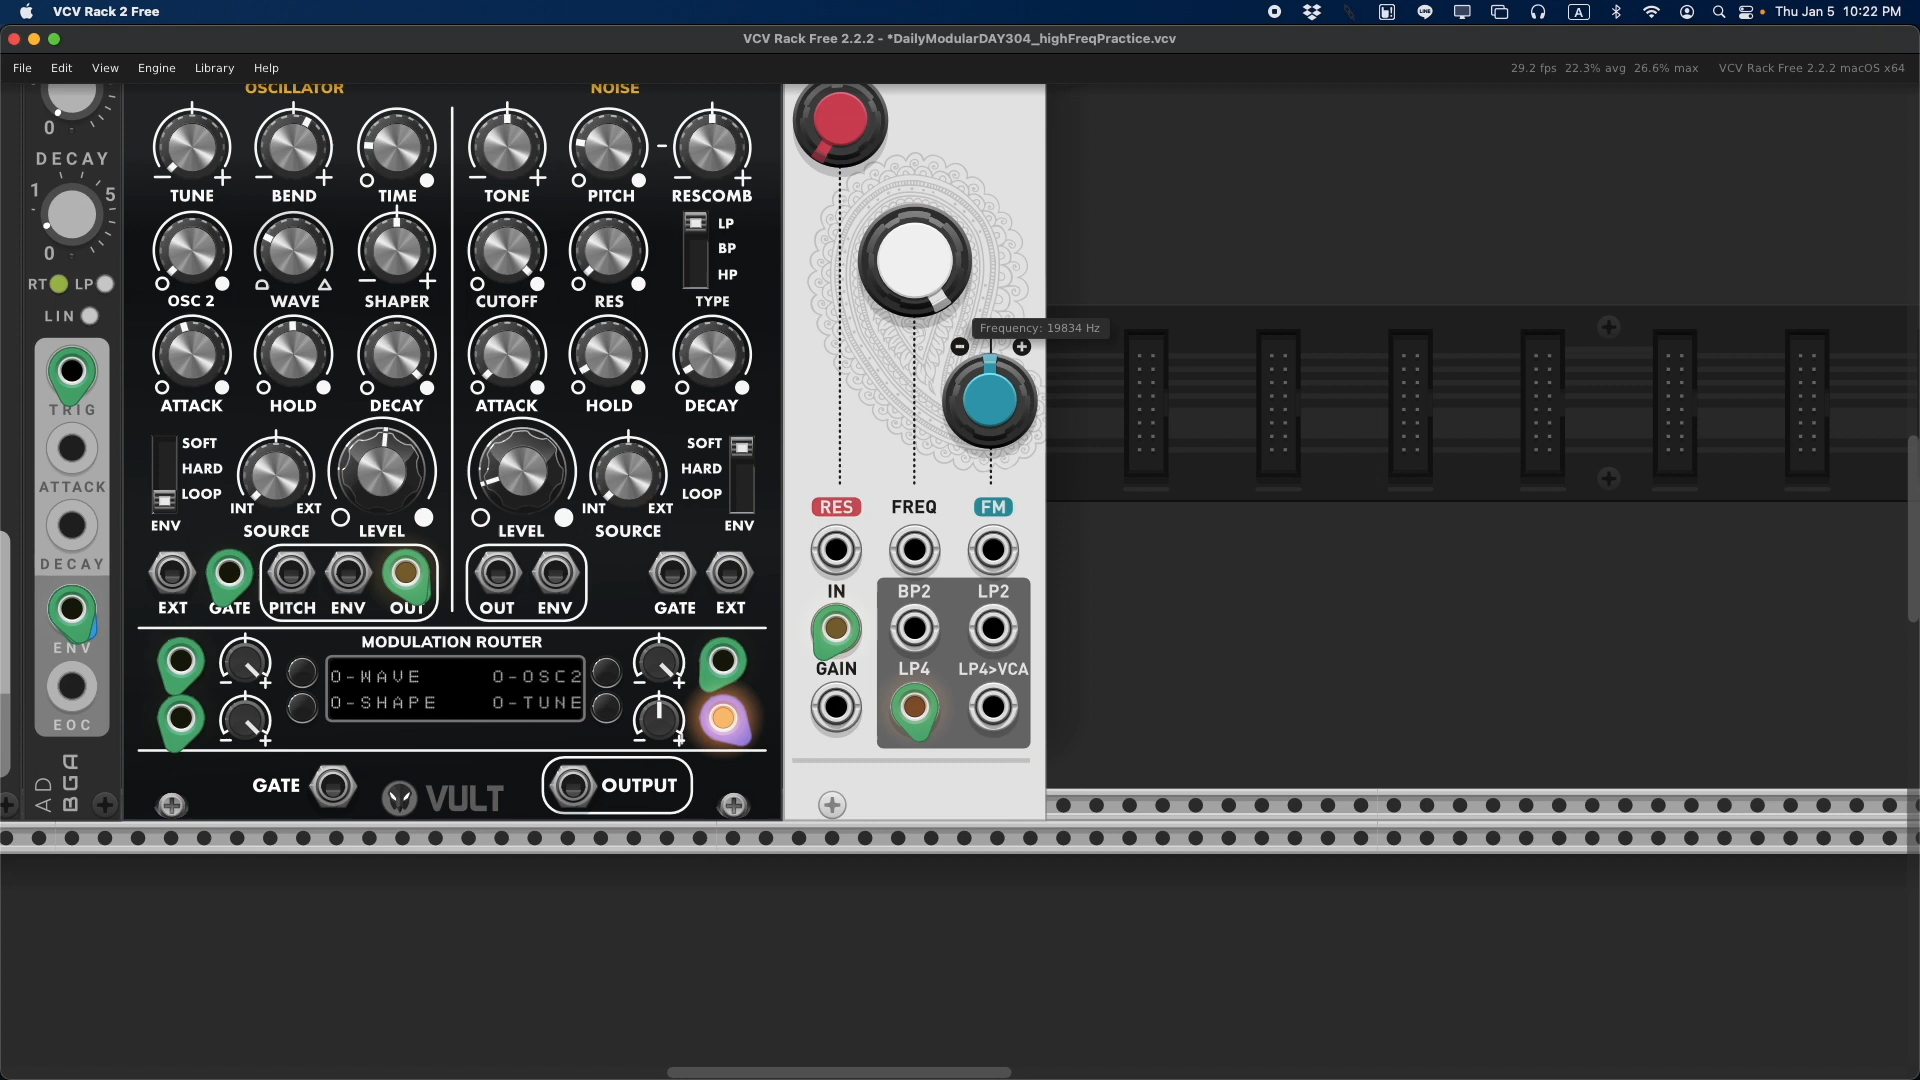 VCV Rack 2 Free
A
Thu Jan 5 10:22 PM
VCV Rack Free 2.2.2 - *DailyModularDAY304_highFreqPractice.vcv
File Edit View Engine Library Help
29.2 fps 22.3% avg 26.6% max VCV Rack Free 2.2.2 macOS x64
OSCILLATOR NOISE
0
DECAY
1 5
0
RT LP
LIN
TRIG
ATTACK
DECAY
ENV
EOC
AD
BGA
TUNE BEND TIME TONE PITCH RESCOMB
LP
BP
HP
OSC 2 WAVE SHAPER CUTOFF RES TYPE
ATTACK HOLD DECAY ATTACK HOLD DECAY
SOFT SOFT
HARD HARD
LOOP LOOP
INT EXT INT EXT
ENV SOURCE LEVEL LEVEL SOURCE ENV
EXT GATE PITCH ENV OUT OUT ENV GATE EXT
MODULATION ROUTER
O-WAVE O-OSC2
O-SHAPE O-TUNE
GATE VULT OUTPUT
Frequency: 19834 Hz
RES FREQ FM
IN BP2 LP2
GAIN LP4 LP4>VCA